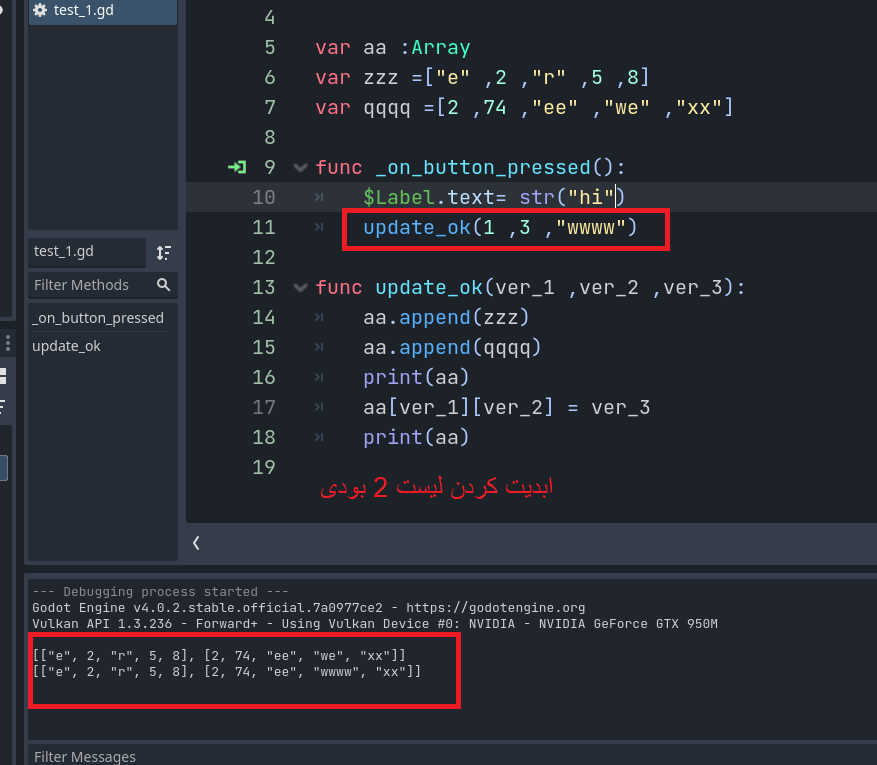 test_1.gd
4
5 var aa :Array
6 var zzz =["e" ,2 ,"r" ,5 ,8]
7 var qqqq =[2 ,74 ,"ee" ,"we" ,"xx"]
8
9 func _on_button_pressed():
10 $Label.text= str("hi")
11 update_ok(1 ,3 ,"wwww")
12
13 func update_ok(ver_1 ,ver_2 ,ver_3):
14 aa.append(zzz)
15 aa.append(qqqq)
16 print(aa)
17 aa[ver_1][ver_2] = ver_3
18 print(aa)
19
ابدیت کردن لیست 2 بودی
test_1.gd
Filter Methods
_on_button_pressed
update_ok
--- Debugging process started ---
Godot Engine v4.0.2.stable.official.7a0977ce2 - https://godotengine.org
Vulkan API 1.3.236 - Forward+ - Using Vulkan Device #0: NVIDIA - NVIDIA GeForce GTX 950M
[["e", 2, "r", 5, 8], [2, 74, "ee", "we", "xx"]]
[["e", 2, "r", 5, 8], [2, 74, "ee", "wwww", "xx"]]
Filter Messages